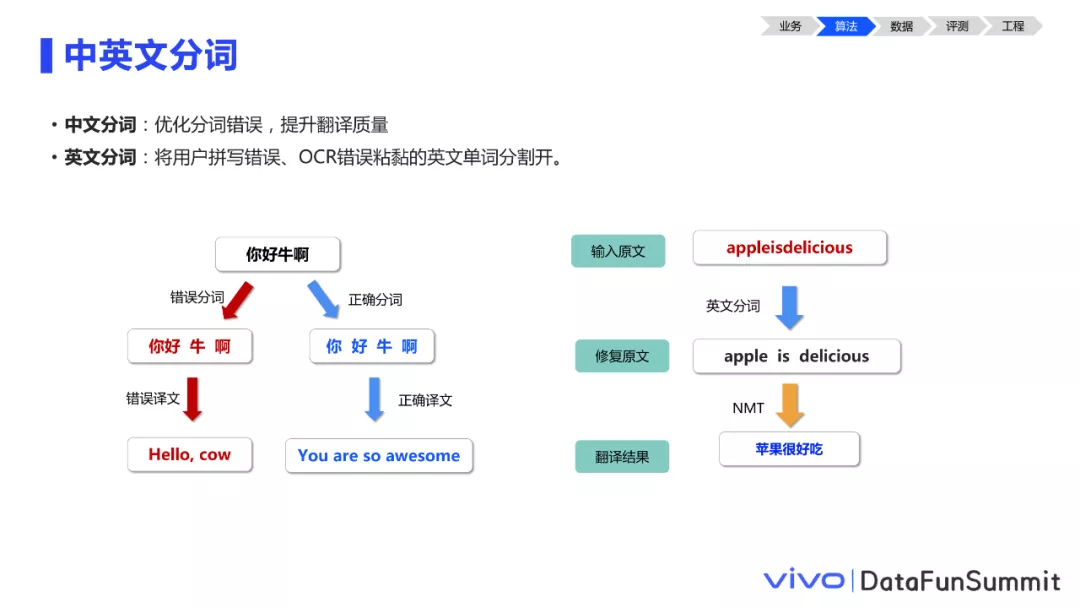 业务 算法 数据 评测 工程
中英文分词
• 中文分词：优化分词错误，提升翻译质量
• 英文分词：将用户拼写错误、OCR错误粘黏的英文单词分割开。
你好牛啊
错误分词
正确分词
你好 牛 啊
你 好 牛 啊
错误译文
正确译文
Hello, cow
You are so awesome
输入原文
appleisdelicious
英文分词
修复原文
apple is delicious
NMT
翻译结果
苹果很好吃
vivo | DataFunSummit